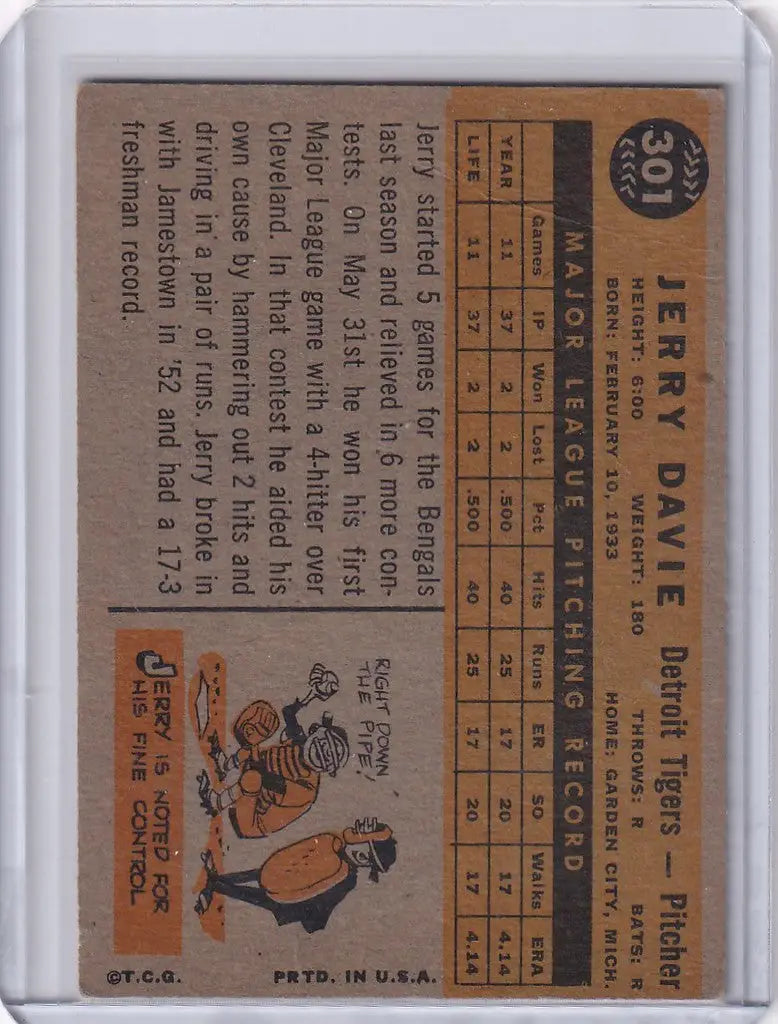 301
JERRY DAVIE Detroit Tigers — Pitcher
HEIGHT: 6:00 WEIGHT: 180 THROWS: R BATS: R
BORN: FEBRUARY 10, 1933 HOME: GARDEN CITY, MICH.
MAJOR LEAGUE PITCHING RECORD
Games IP Won Lost Pct Hits Runs ER SO Walks ERA
YEAR 11 37 2 2 .500 40 25 17 20 17 4.14
LIFE 11 37 2 2 .500 40 25 17 20 17 4.14
Jerry started 5 games for the Bengals
last season and relieved in 6 more con-
tests. On May 31st he won his first
Major League game with a 4-hitter over
Cleveland. In that contest he aided his
own cause by hammering out 2 hits and
driving in a pair of runs. Jerry broke in
with Jamestown in '52 and had a 17-3
freshman record.
RIGHT DOWN
THE PIPE!
JERRY IS NOTED FOR
HIS FINE CONTROL
©T.C.G. PRTD. IN U.S.A.